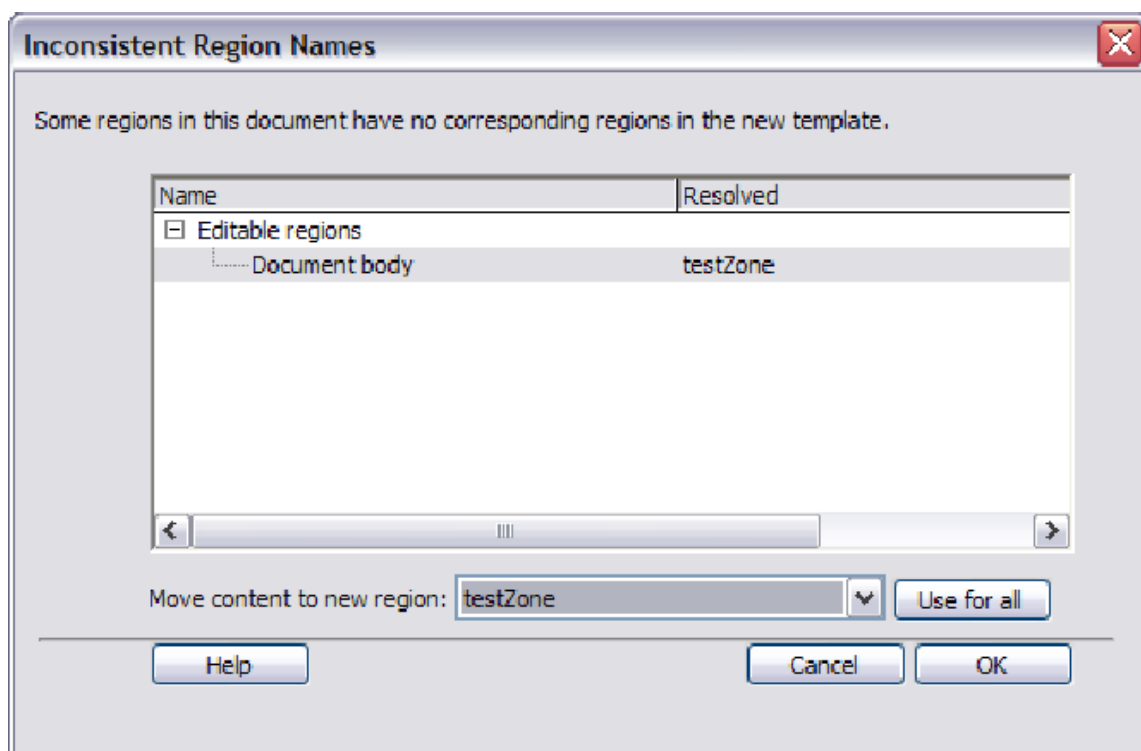 Inconsistent Region Names
Some regions in this document have no corresponding regions in the new template.
Name Resolved
Editable regions
Document body testZone
Move content to new region: testZone Use for all
Help Cancel OK